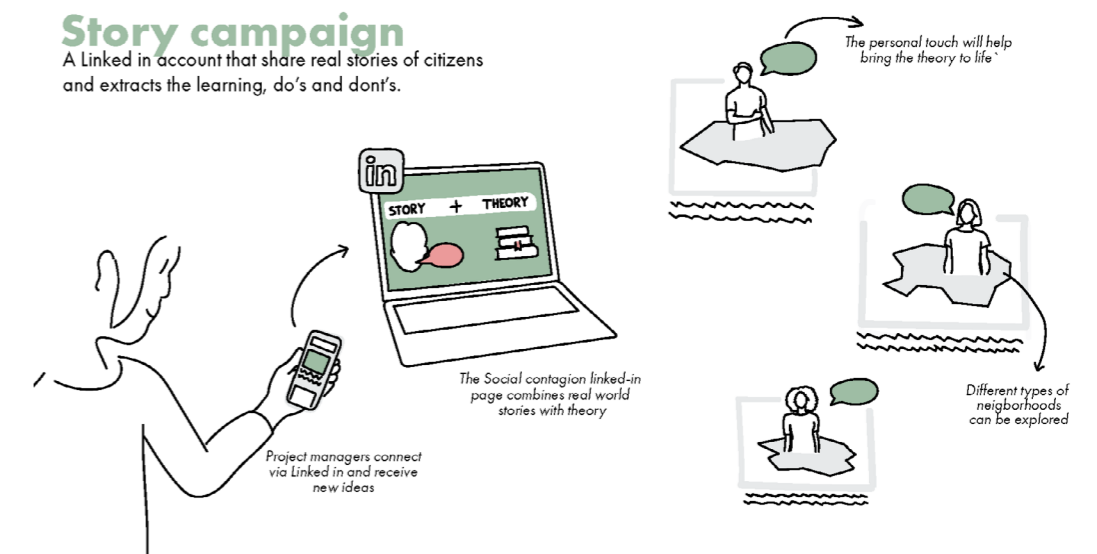 Story campaign
A Linked in account that share real stories of citizens
and extracts the learning, do's and dont's.
The personal touch will help
bring the theory to life`
in
STORY + THEORY
The Social contagion linked-in
page combines real world
stories with theory
Different types of
neigborhoods
can be explored
Project managers connect
via Linked in and receive
new ideas